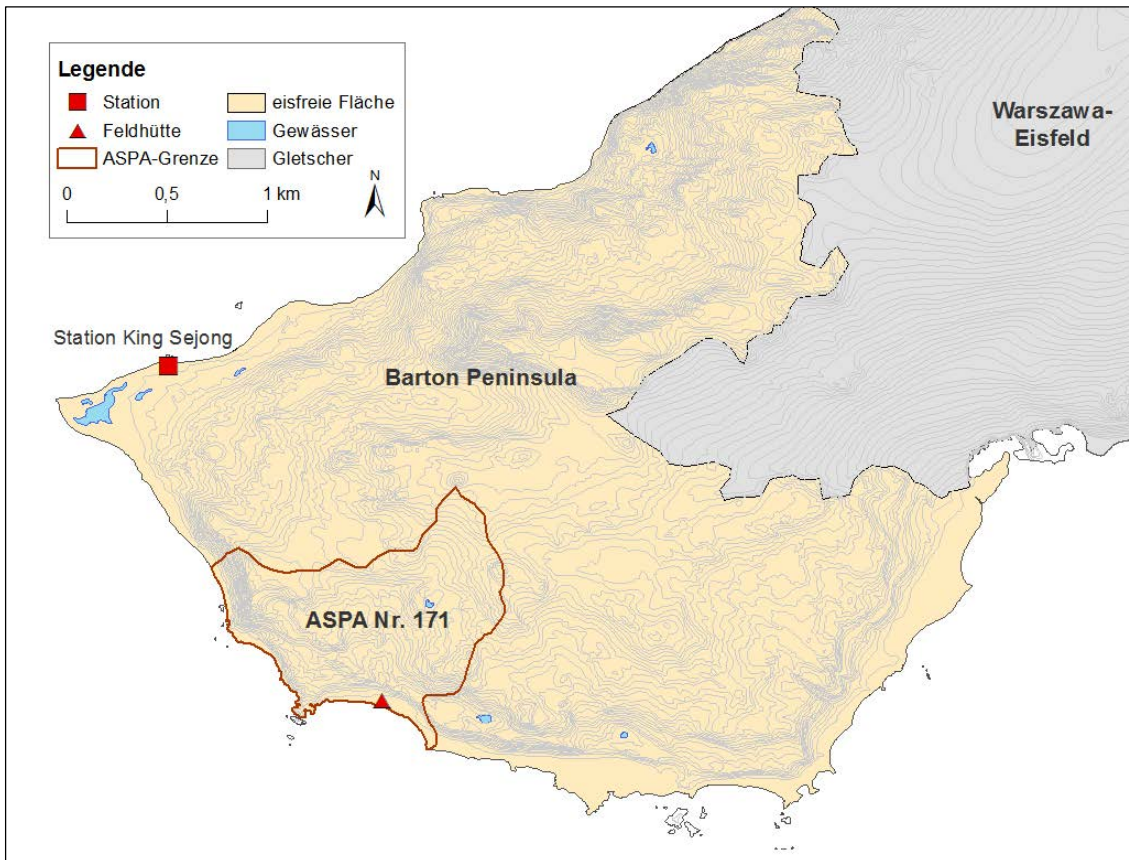 Legende
Station
Feldhütte
ASPA-Grenze
eisfreie Fläche
Gewässer
Gletscher
0 0,5 1 km
N
Warszawa-
Eisfeld
Station King Sejong
Barton Peninsula
ASPA Nr. 171